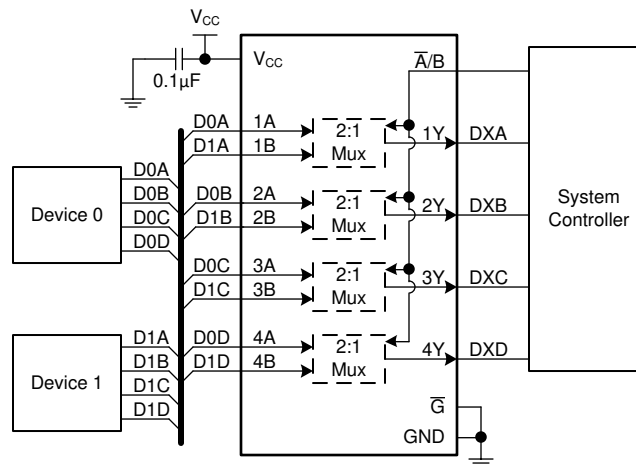 V_CC
V_CC
0.1µF
A̅/B
D0A 1A 2:1 1Y DXA
D1A 1B Mux
D0A
D0B
D0C
D0D
Device 0
D0B 2A 2:1 2Y DXB
D1B 2B Mux
System
Controller
D0C 3A 2:1 3Y DXC
D1C 3B Mux
D1A
D1B
D1C
D1D
Device 1
D0D 4A 2:1 4Y DXD
D1D 4B Mux
G̅
GND